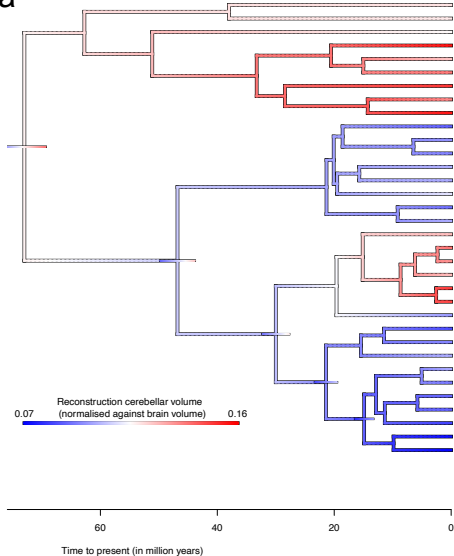 a
Reconstruction cerebellar volume
0.07 (normalised against brain volume) 0.16
60 40 20 0
Time to present (in million years)